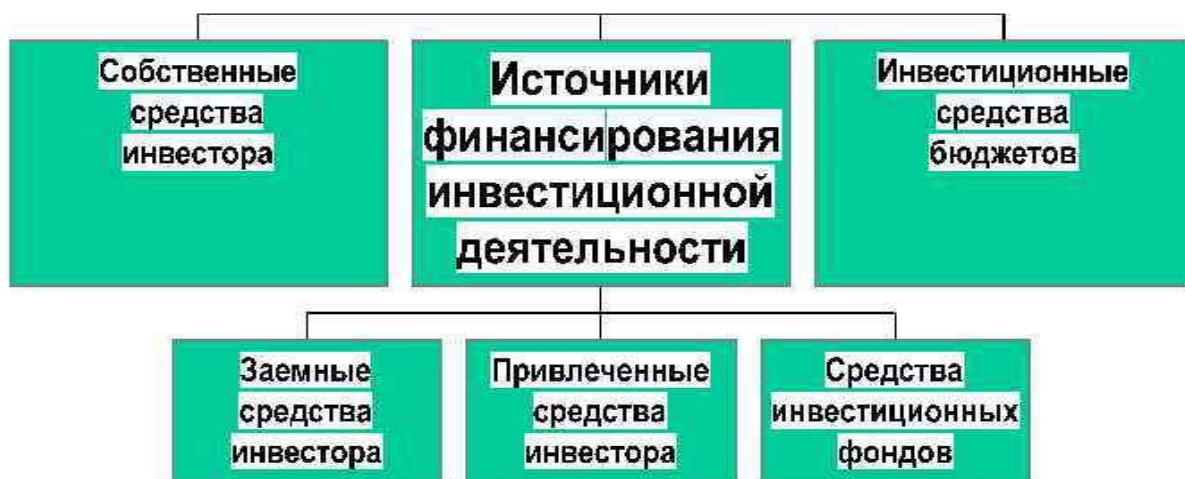 Собственные
средства
инвестора
Источники
финансирования
инвестиционной
деятельности
Инвестиционные
средства
бюджетов
Заемные
средства
инвестора
Привлеченные
средства
инвестора
Средства
инвестиционных
фондов